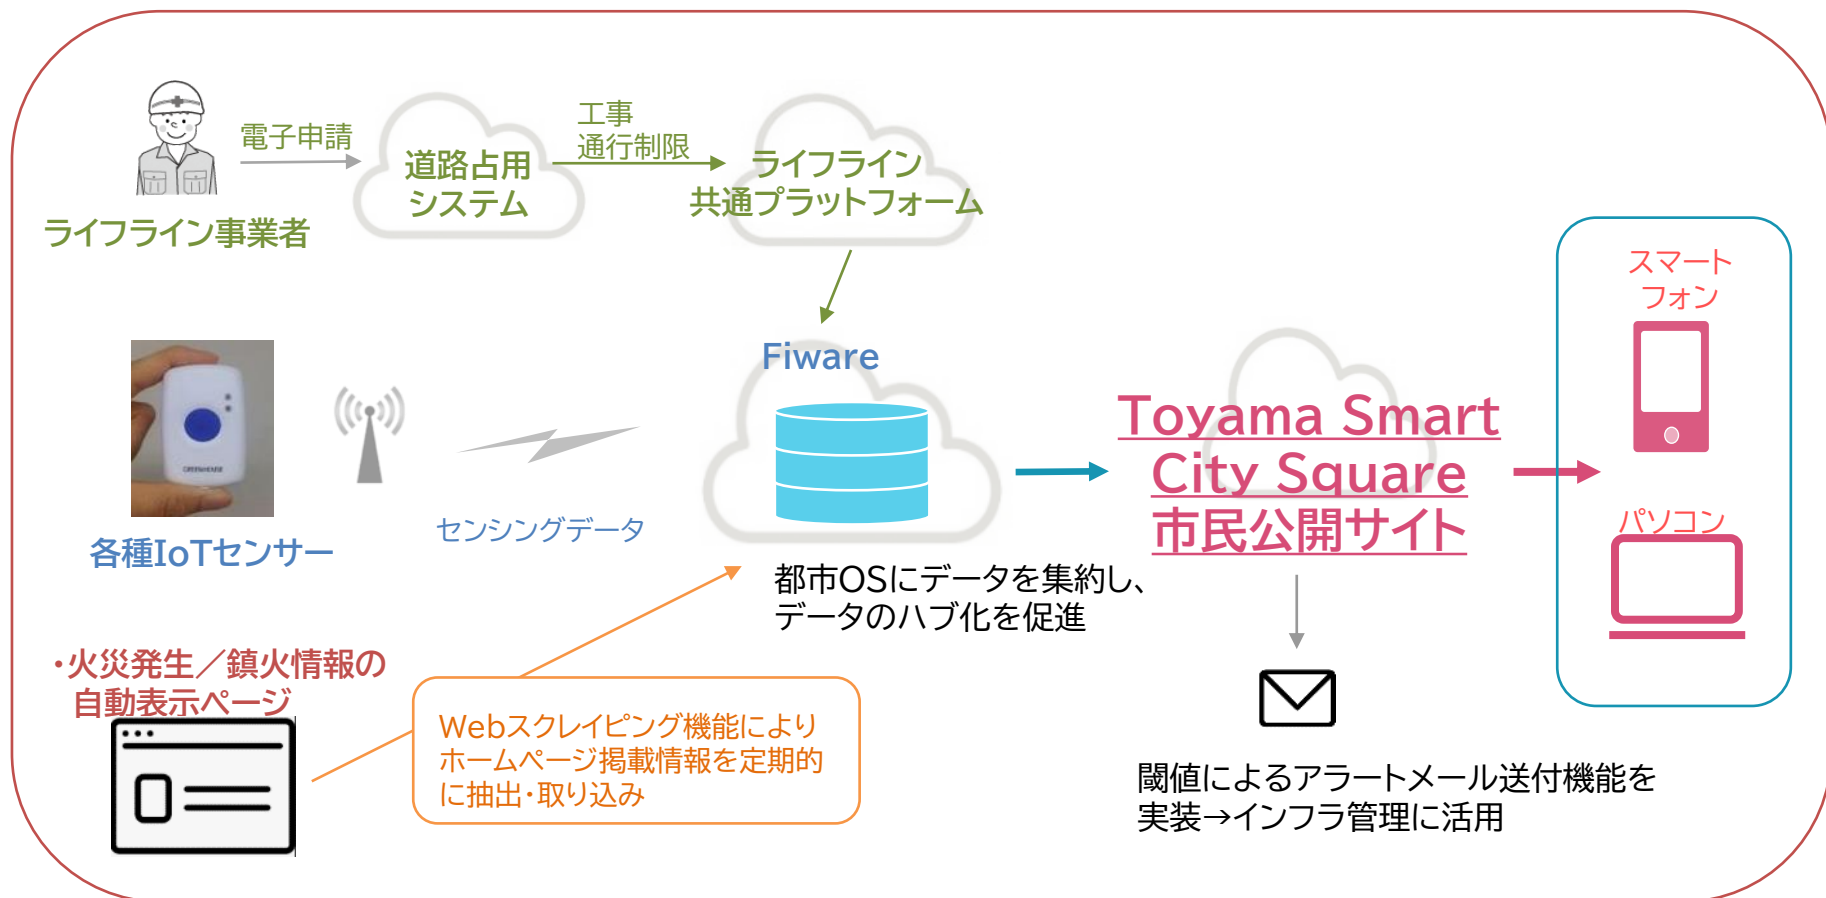 電子申請
工事
通行制限
道路占用
システム
ライフライン
共通プラットフォーム
ライフライン事業者
スマート
フォン
Fiware
GREENHOUSE
Toyama Smart
City Square
市民公開サイト
センシングデータ
各種IoTセンサー
パソコン
都市OSにデータを集約し、
データのハブ化を促進
・火災発生／鎮火情報の
自動表示ページ
Webスクレイピング機能により
ホームページ掲載情報を定期的
に抽出・取り込み
閾値によるアラートメール送付機能を
実装→インフラ管理に活用